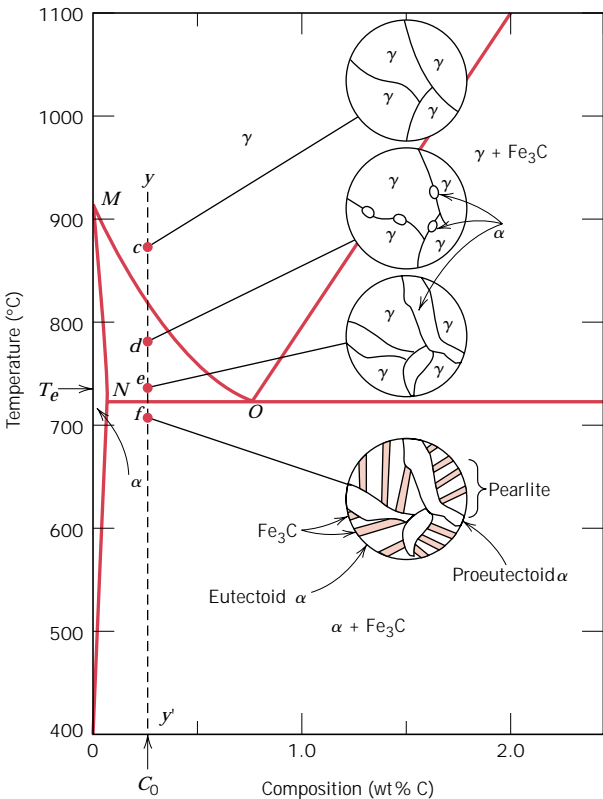 1100
γ
γ
γ
γ
1000
γ
γ + Fe3C
y
γ
γ
M
900
c
γ
γ
α
800
d
γ
γ
Temperature (°C)
Te
N
e
γ
γ
O
f
700
α
Pearlite
600
Fe3C
Proeutectoid α
Eutectoid α
α + Fe3C
500
y'
400
0
1.0
2.0
C0
Composition (wt% C)